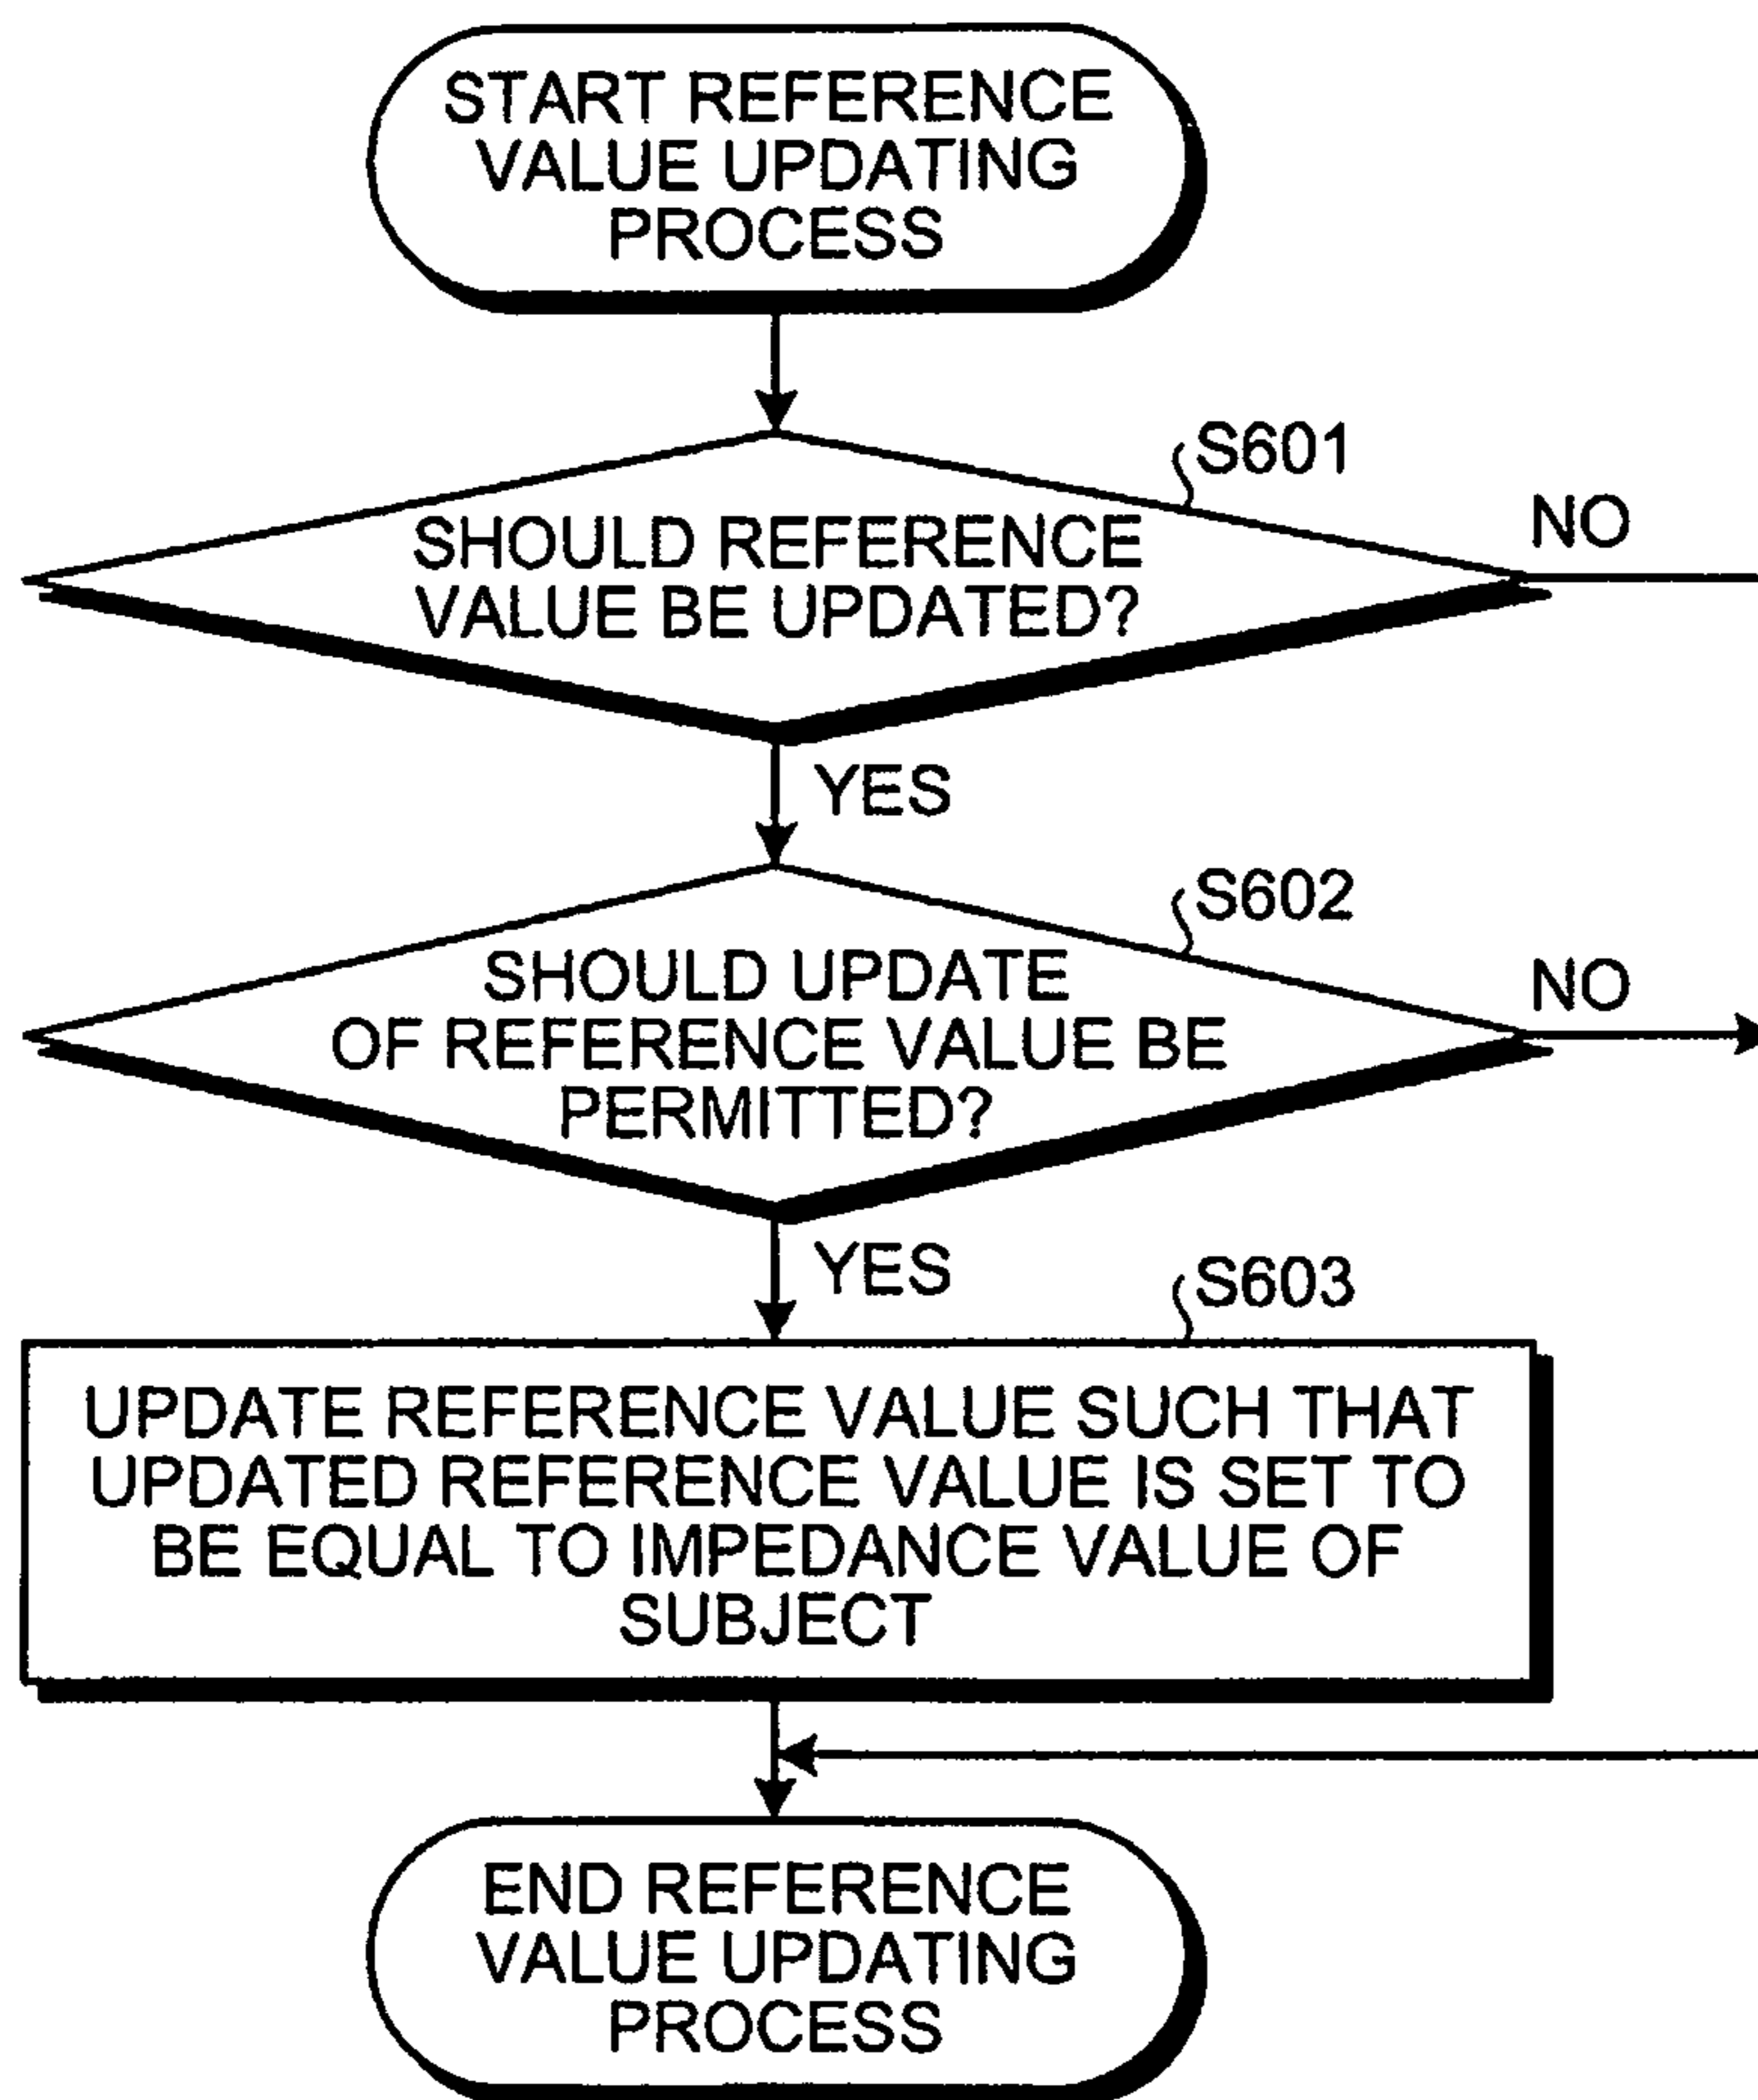 START REFERENCE
VALUE UPDATING
PROCESS
S601
SHOULD REFERENCE
VALUE BE UPDATED?
NO
YES
S602
SHOULD UPDATE
OF REFERENCE VALUE BE
PERMITTED?
NO
YES
S603
UPDATE REFERENCE VALUE SUCH THAT
UPDATED REFERENCE VALUE IS SET TO
BE EQUAL TO IMPEDANCE VALUE OF
SUBJECT
END REFERENCE
VALUE UPDATING
PROCESS